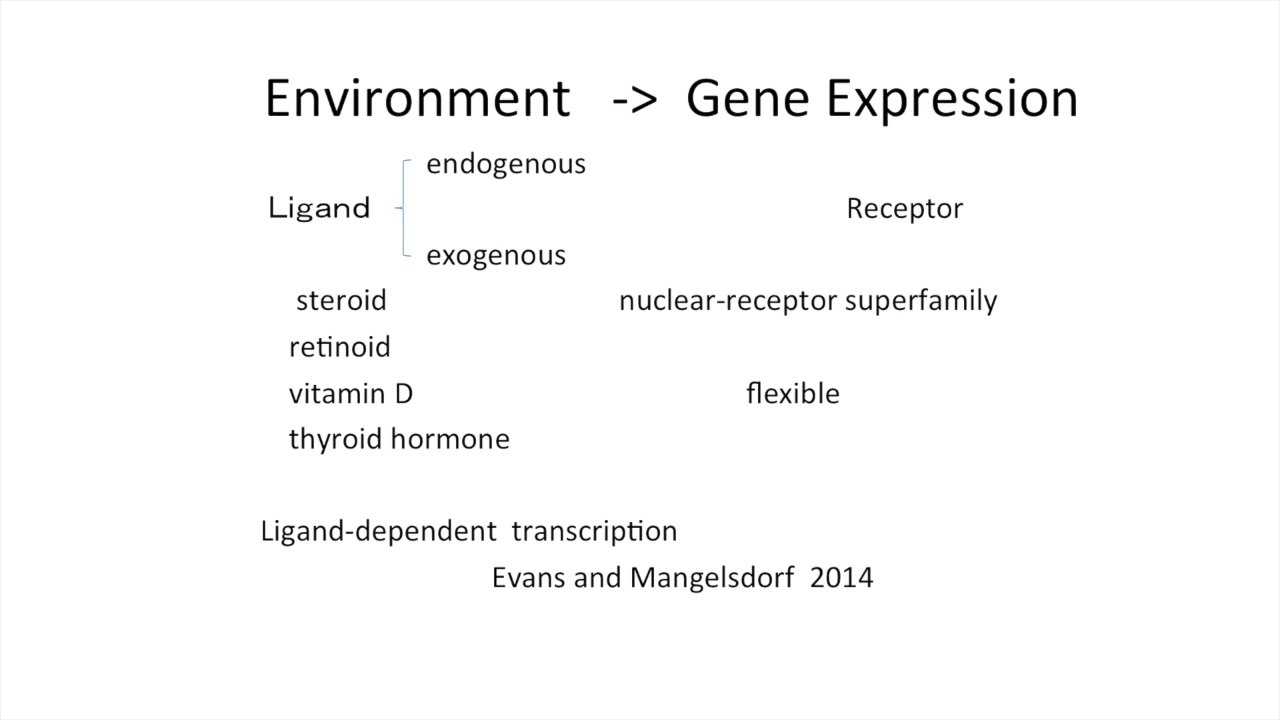 Environment -> Gene Expression
endogenous
Ligand Receptor
exogenous
steroid nuclear-receptor superfamily
retinoid
vitamin D flexible
thyroid hormone
Ligand-dependent transcription
Evans and Mangelsdorf 2014